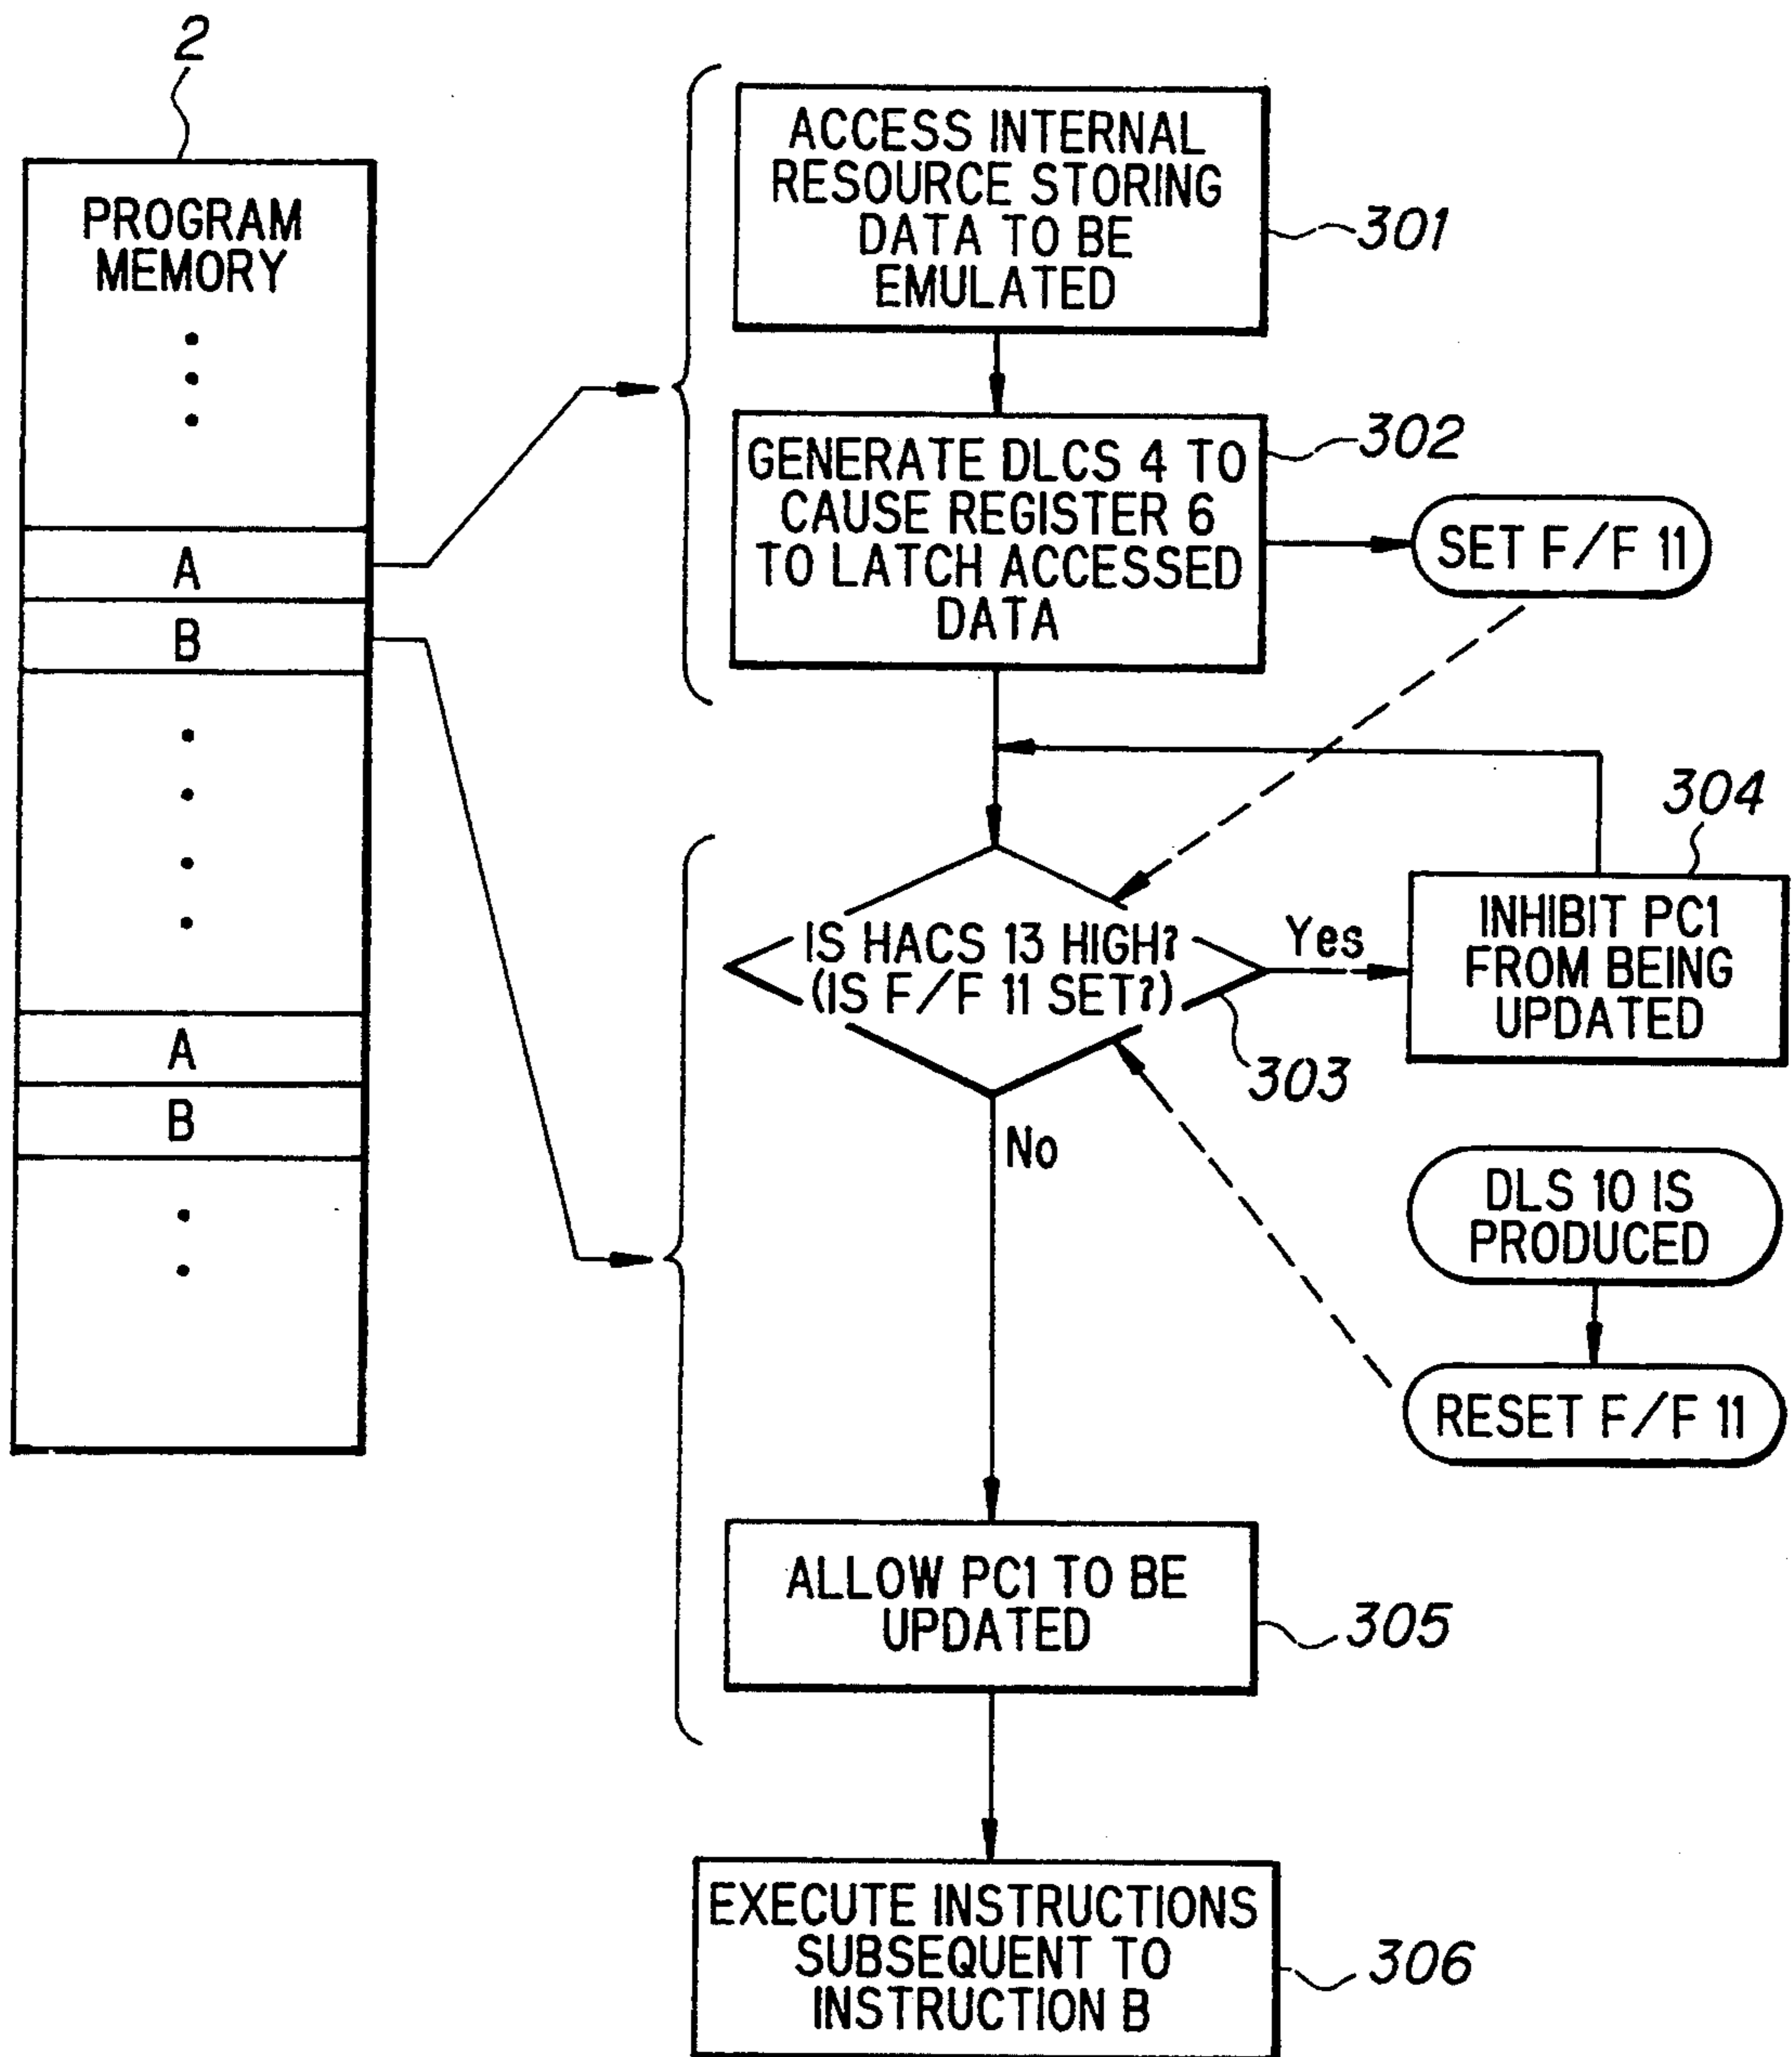 2
PROGRAM
MEMORY
A
B
A
B
ACCESS INTERNAL
RESOURCE STORING
DATA TO BE
EMULATED
301
GENERATE DLCS 4 TO
CAUSE REGISTER 6
TO LATCH ACCESSED
DATA
302
SET F/F 11
IS HACS 13 HIGH?
(IS F/F 11 SET?)
303
Yes
304
INHIBIT PC1
FROM BEING
UPDATED
No
DLS 10 IS
PRODUCED
RESET F/F 11
ALLOW PC1 TO BE
UPDATED
305
EXECUTE INSTRUCTIONS
SUBSEQUENT TO
INSTRUCTION B
306